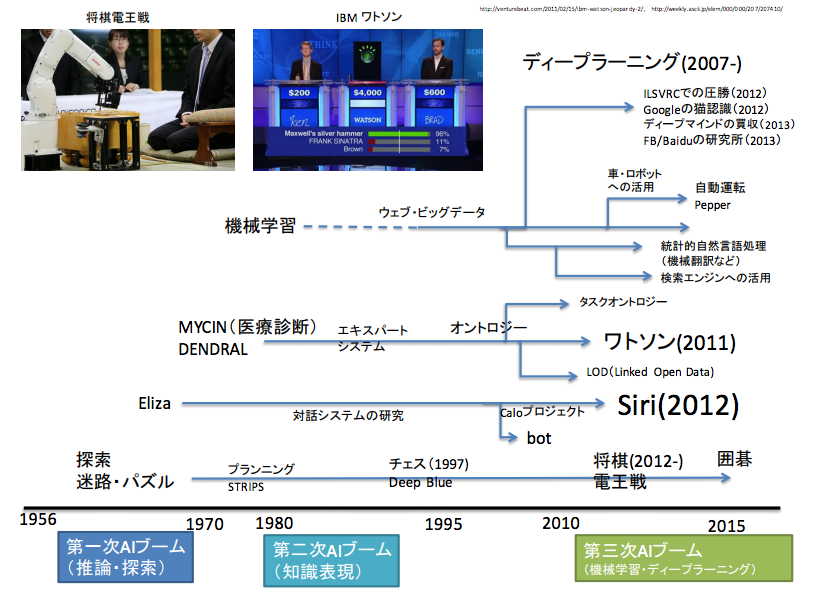 将棋電王戦
IBM ワトソン
http://venturebeat.com/2011/02/15/ibm-watson-jeopardy-2/, http://weekly.ascii.jp/elem/000/000/207/207410/
THINK
$200
$4,000
$600
Ken
WATSON
BRAD
Maxwell's silver hammer 96%
FRANK SINATRA 11%
Brown 7%
ディープラーニング(2007-)
ILSVRCでの圧勝(2012)
Googleの猫認識(2012)
ディープマインドの買収(2013)
FB/Baiduの研究所(2013)
車・ロボット
への活用
自動運転
Pepper
機械学習
ウェブ・ビッグデータ
統計的自然言語処理
(機械翻訳など)
検索エンジンへの活用
タスクオントロジー
MYCIN(医療診断)
DENDRAL
エキスパート
システム
オントロジー
ワトソン(2011)
LOD(Linked Open Data)
Eliza
対話システムの研究
Caloプロジェクト
Siri(2012)
bot
探索
迷路・パズル
プランニング
STRIPS
チェス(1997)
Deep Blue
将棋(2012-)
電王戦
囲碁
1956
1970
1980
1995
2010
2015
第一次AIブーム
(推論・探索)
第二次AIブーム
(知識表現)
第三次AIブーム
(機械学習・ディープラーニング)